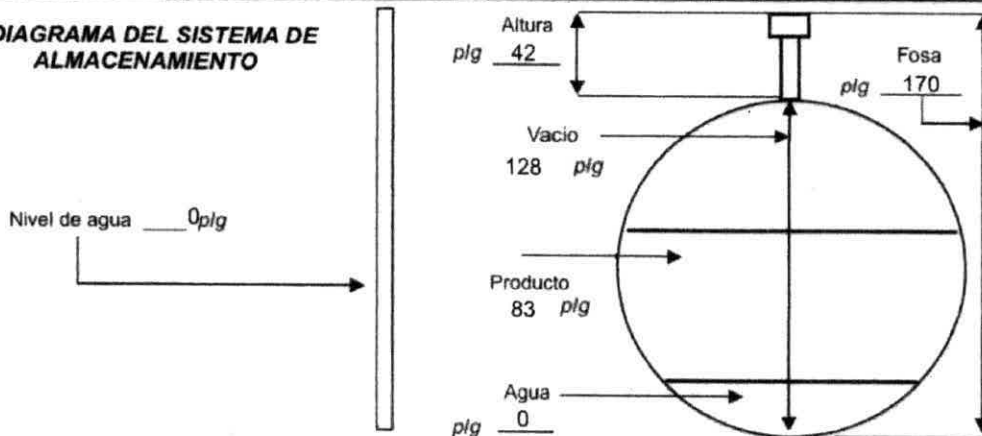 DIAGRAMA DEL SISTEMA DE
ALMACENAMIENTO
Nivel de agua 0plg
Altura
plg 42
Fosa
plg 170
Vacio
128 plg
Producto
83 plg
Agua
plg 0